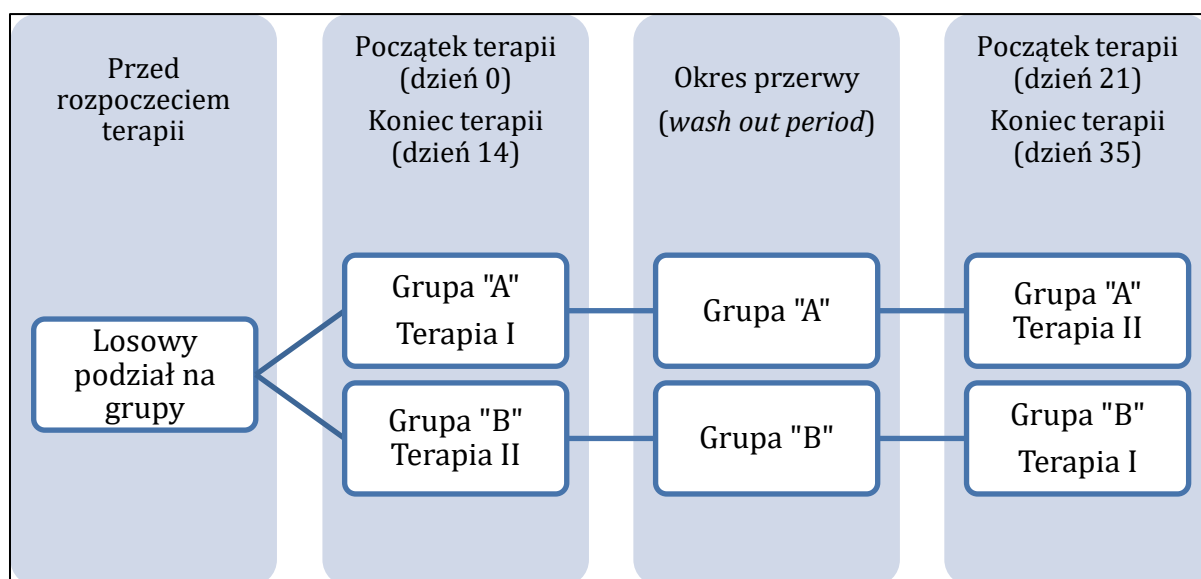 Przed
rozpoczeciem
terapii
Początek terapii
(dzień 0)
Koniec terapii
(dzień 14)
Okres przerwy
(wash out period)
Początek terapii
(dzień 21)
Koniec terapii
(dzień 35)
Losowy
podział na
grupy
Grupa "A"
Terapia I
Grupa "A"
Grupa "A"
Terapia II
Grupa "B"
Terapia II
Grupa "B"
Grupa "B"
Terapia I